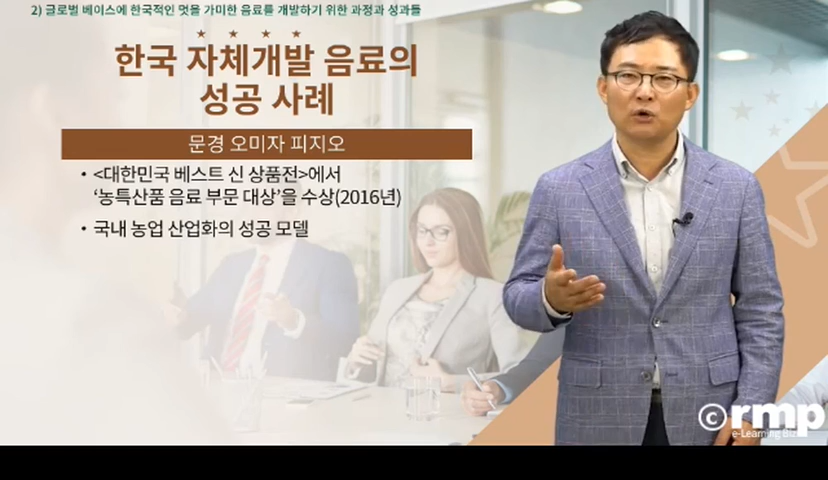 2) 글로벌 베이스에 한국적인 멋을 가미한 음료를 개발하기 위한 과정과 성과들
한국 자체개발 음료의
성공 사례
문경 오미자 피지오
• <대한민국 베스트 신 상품전>에서
‘농특산품 음료 부문 대상’을 수상(2016년)
• 국내 농업 산업화의 성공 모델
©rmp
e-Learning Biz